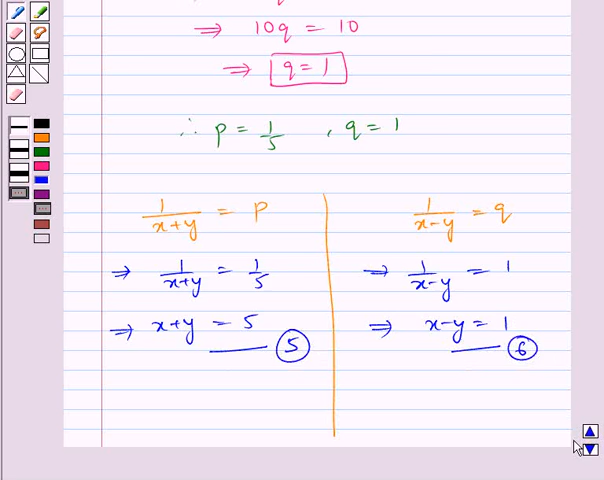 ⇒ 10q = 10
⇒ q = 1
∴ p = 1/5 , q = 1
1/(x+y) = p
⇒ 1/(x+y) = 1/5
⇒ x+y = 5 —— 5
1/(x-y) = q
⇒ 1/(x-y) = 1
⇒ x-y = 1 —— 6